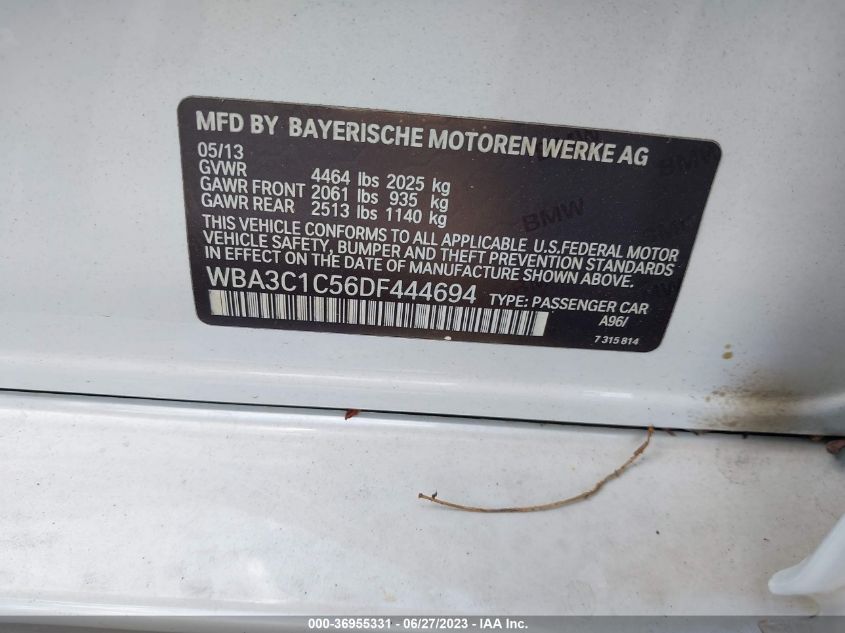 MFD BY BAYERISCHE MOTOREN WERKE AG
05/13
GVWR 4464 lbs 2025 kg
GAWR FRONT 2061 lbs 935 kg
GAWR REAR 2513 lbs 1140 kg
THIS VEHICLE CONFORMS TO ALL APPLICABLE U.S.FEDERAL MOTOR
VEHICLE SAFETY, BUMPER AND THEFT PREVENTION STANDARDS
IN EFFECT ON THE DATE OF MANUFACTURE SHOWN ABOVE.
WBA3C1C56DF444694 TYPE: PASSENGER CAR
A96/
7 315 814
BMW
000-36955331 - 06/27/2023 - IAA Inc.